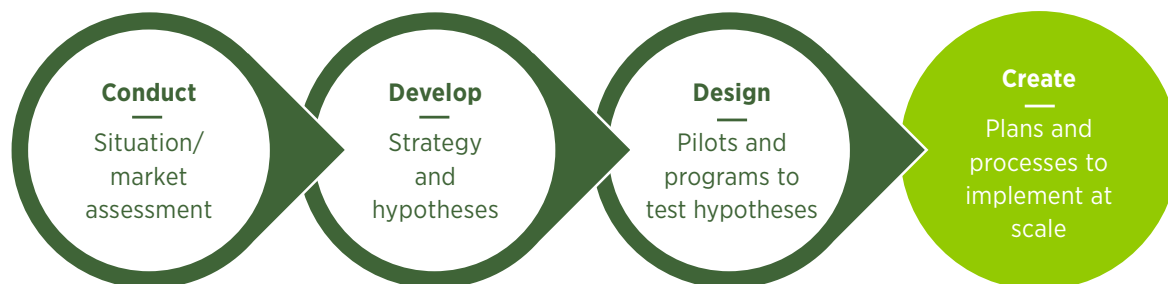 Conduct
Situation/
market
assessment
Develop
Strategy
and
hypotheses
Design
Pilots and
programs to
test hypotheses
Create
Plans and
processes to
implement at
scale